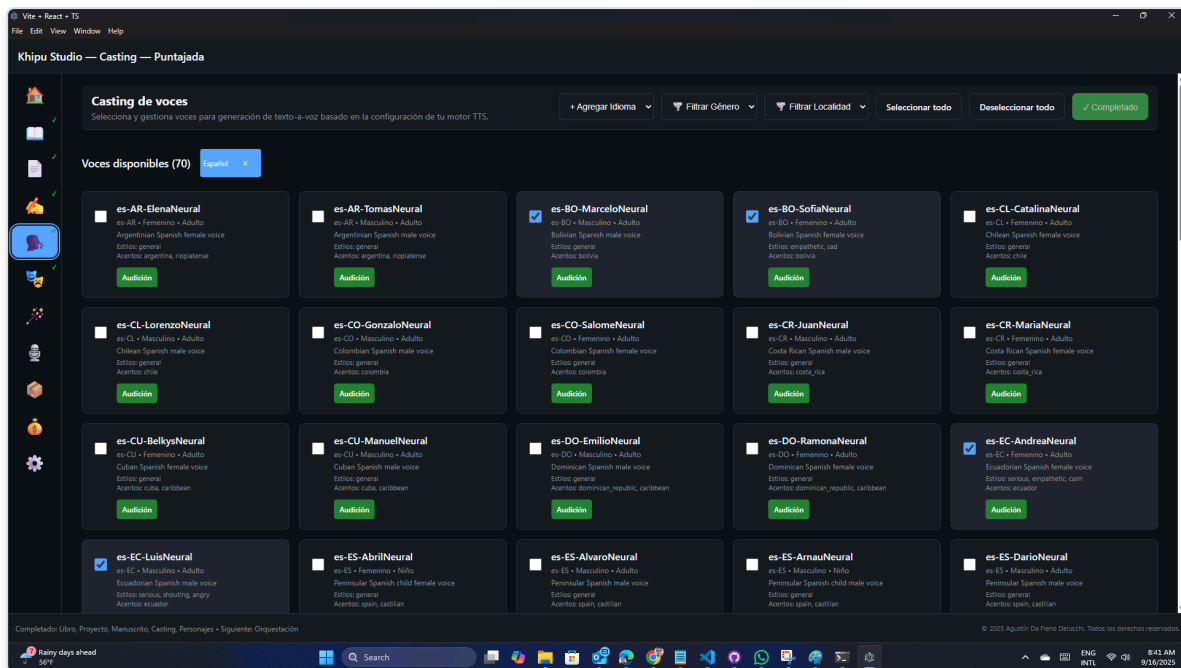 Vite + React + TS
File Edit View Window Help
Khipu Studio — Casting — Puntajada
Casting de voces
Selecciona y gestiona voces para generación de texto-a-voz basado en la configuración de tu motor TTS.
+ Agregar Idioma
Filtrar Género
Filtrar Localidad
Seleccionar todo
Deseleccionar todo
✓ Completado
Voces disponibles (70)
Español x
es-AR-ElenaNeural
es-AR • Femenino • Adulto
Argentinian Spanish female voice
Estilos: general
Acentos: argentina, rioplatense
Audición
es-AR-TomasNeural
es-AR • Masculino • Adulto
Argentinian Spanish male voice
Estilos: general
Acentos: argentina, rioplatense
Audición
es-BO-MarceloNeural
es-BO • Masculino • Adulto
Bolivian Spanish male voice
Estilos: general
Acentos: bolivia
Audición
es-BO-SofiaNeural
es-BO • Femenino • Adulto
Bolivian Spanish female voice
Estilos: empathetic, sad
Acentos: bolivia
Audición
es-CL-CatalinaNeural
es-CL • Femenino • Adulto
Chilean Spanish female voice
Estilos: general
Acentos: chile
Audición
es-CL-LorenzoNeural
es-CL • Masculino • Adulto
Chilean Spanish male voice
Estilos: general
Acentos: chile
Audición
es-CO-GonzaloNeural
es-CO • Masculino • Adulto
Colombian Spanish male voice
Estilos: general
Acentos: colombia
Audición
es-CO-SalomeNeural
es-CO • Femenino • Adulto
Colombian Spanish female voice
Estilos: general
Acentos: colombia
Audición
es-CR-JuanNeural
es-CR • Masculino • Adulto
Costa Rican Spanish male voice
Estilos: general
Acentos: costa_rica
Audición
es-CR-MariaNeural
es-CR • Femenino • Adulto
Costa Rican Spanish female voice
Estilos: general
Acentos: costa_rica
Audición
es-CU-BelkysNeural
es-CU • Femenino • Adulto
Cuban Spanish female voice
Estilos: general
Acentos: cuba, caribbean
Audición
es-CU-ManuelNeural
es-CU • Masculino • Adulto
Cuban Spanish male voice
Estilos: general
Acentos: cuba, caribbean
Audición
es-DO-EmilioNeural
es-DO • Masculino • Adulto
Dominican Spanish male voice
Estilos: general
Acentos: dominican_republic, caribbean
Audición
es-DO-RamonaNeural
es-DO • Femenino • Adulto
Dominican Spanish female voice
Estilos: general
Acentos: dominican_republic, caribbean
Audición
es-EC-AndreaNeural
es-EC • Femenino • Adulto
Ecuadorian Spanish female voice
Estilos: serious, empathetic, calm
Acentos: ecuador
Audición
es-EC-LuisNeural
es-EC • Masculino • Adulto
Ecuadorian Spanish male voice
Estilos: serious, shouting, angry
Acentos: ecuador
es-ES-AbrilNeural
es-ES • Femenino • Niño
Peninsular Spanish child female voice
Estilos: general
Acentos: spain, castilian
es-ES-AlvaroNeural
es-ES • Masculino • Adulto
Peninsular Spanish male voice
Estilos: general
Acentos: spain, castilian
es-ES-ArnauNeural
es-ES • Masculino • Niño
Peninsular Spanish child male voice
Estilos: general
Acentos: spain, castilian
es-ES-DarioNeural
es-ES • Masculino • Adulto
Peninsular Spanish male voice
Estilos: general
Acentos: spain, castilian
Completado: Libro, Proyecto, Manuscrito, Casting, Personajes • Siguiente: Orquestación
© 2025 Agustín Da Fieno Delucchi. Todos los derechos reservados.
7
Rainy days ahead
56°F
Search
ENG
INTL
8:41 AM
9/16/2025